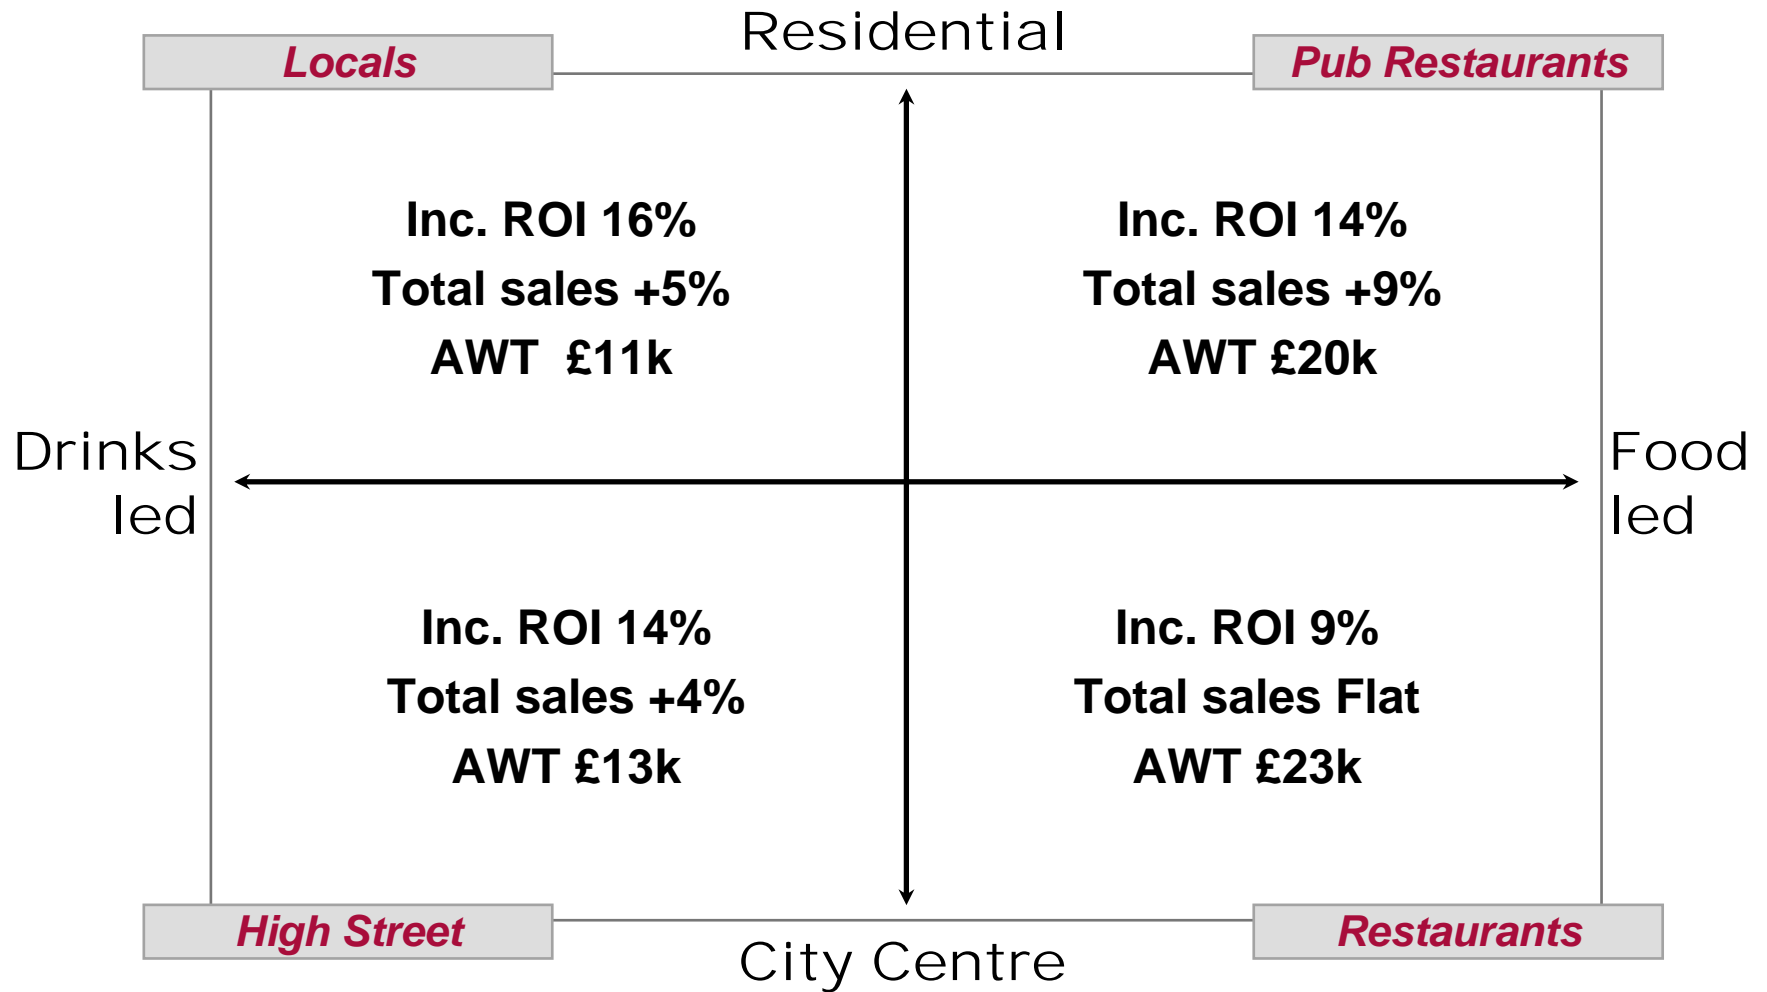 Residential
Locals
Pub Restaurants
Inc. ROI 16%
Total sales +5%
AWT £11k
Inc. ROI 14%
Total sales +9%
AWT £20k
Drinks
led
Food
led
Inc. ROI 14%
Total sales +4%
AWT £13k
Inc. ROI 9%
Total sales Flat
AWT £23k
High Street
Restaurants
City Centre